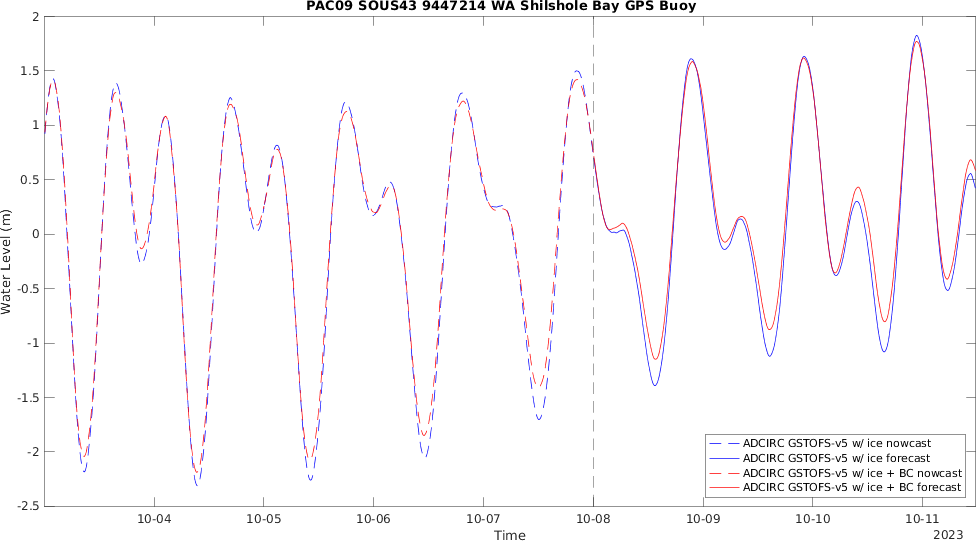 PAC09 SOUS43 9447214 WA Shilshole Bay GPS Buoy
2
1.5
1
0.5
0
-0.5
-1
-1.5
-2
-2.5
Water Level (m)
10-04 10-05 10-06 10-07 10-08 10-09 10-10 10-11
Time
2023
ADCIRC GSTOFS-v5 w/ ice nowcast
ADCIRC GSTOFS-v5 w/ ice forecast
ADCIRC GSTOFS-v5 w/ ice + BC nowcast
ADCIRC GSTOFS-v5 w/ ice + BC forecast